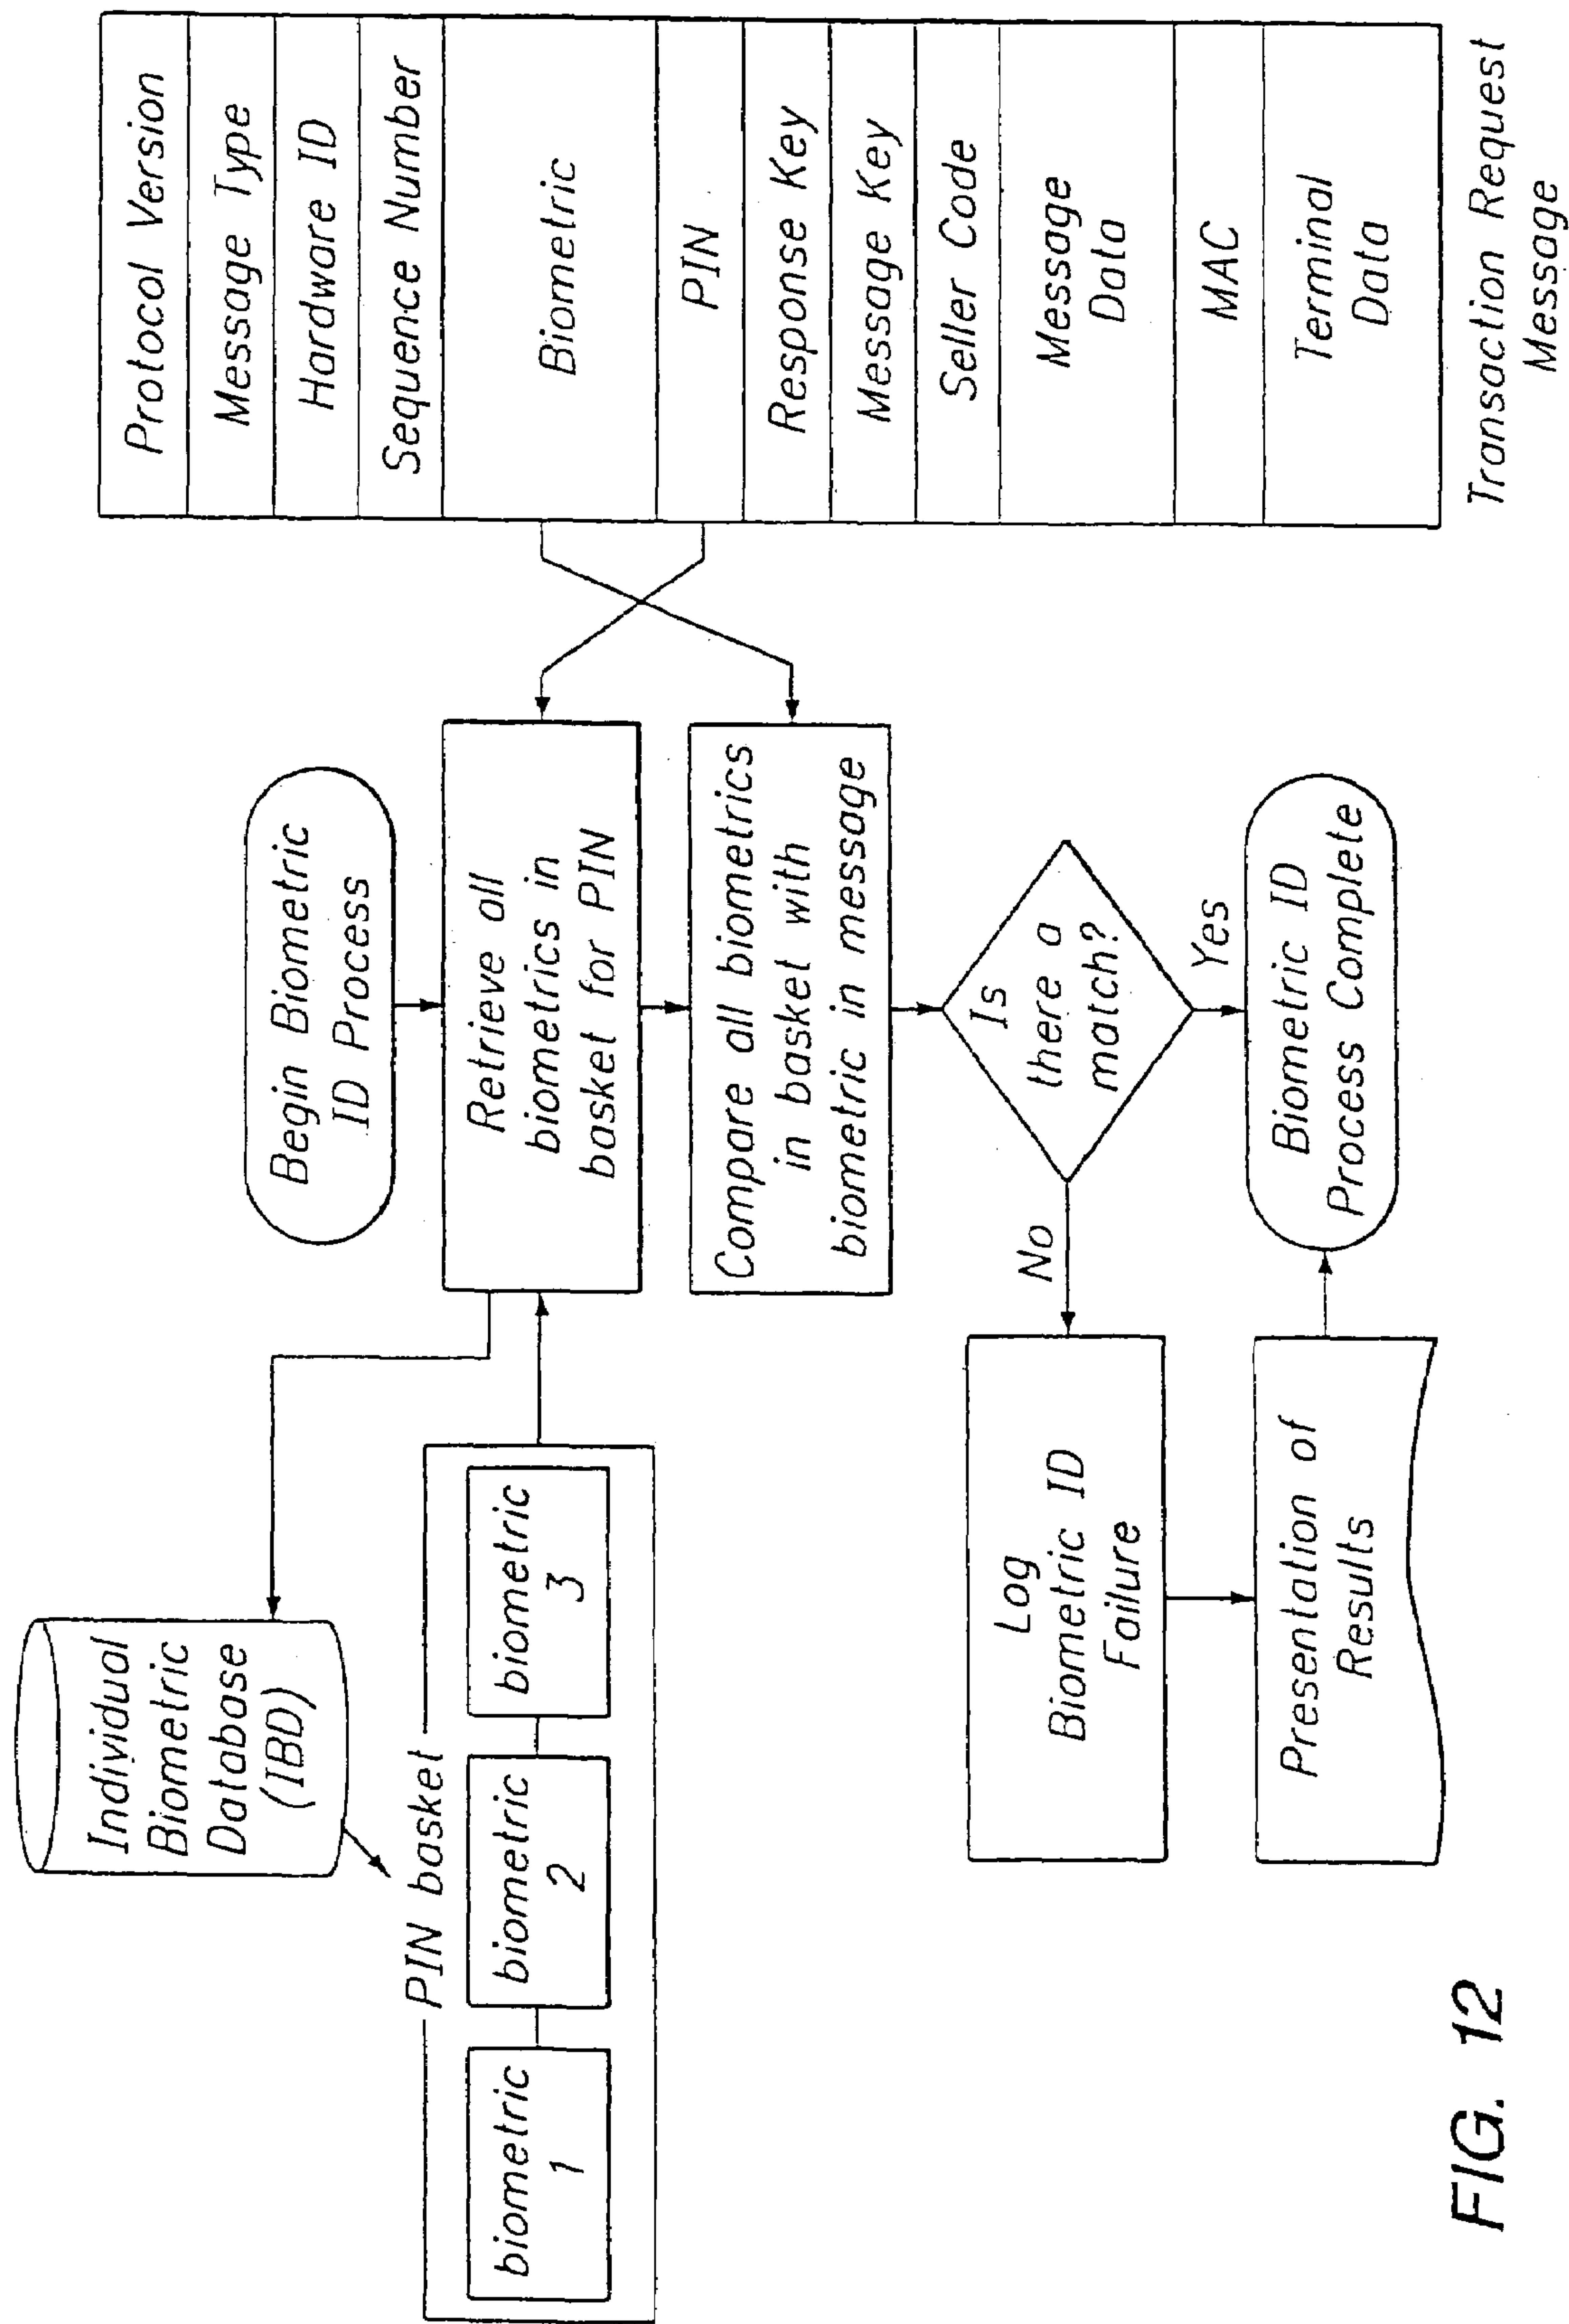 Individual
Biometric
Database
(IBD)
PIN basket
biometric
1
biometric
2
biometric
3
Begin Biometric
ID Process
Retrieve all
biometrics in
basket for PIN
Compare all biometrics
in basket with
biometric in message
Is
there a
match?
No
Yes
Log
Biometric ID
Failure
Presentation of
Results
Biometric ID
Process Complete
Protocol Version
Message Type
Hardware ID
Sequence Number
Biometric
PIN
Response Key
Message Key
Seller Code
Message
Data
MAC
Terminal
Data
Transaction Request
Message
FIG. 12